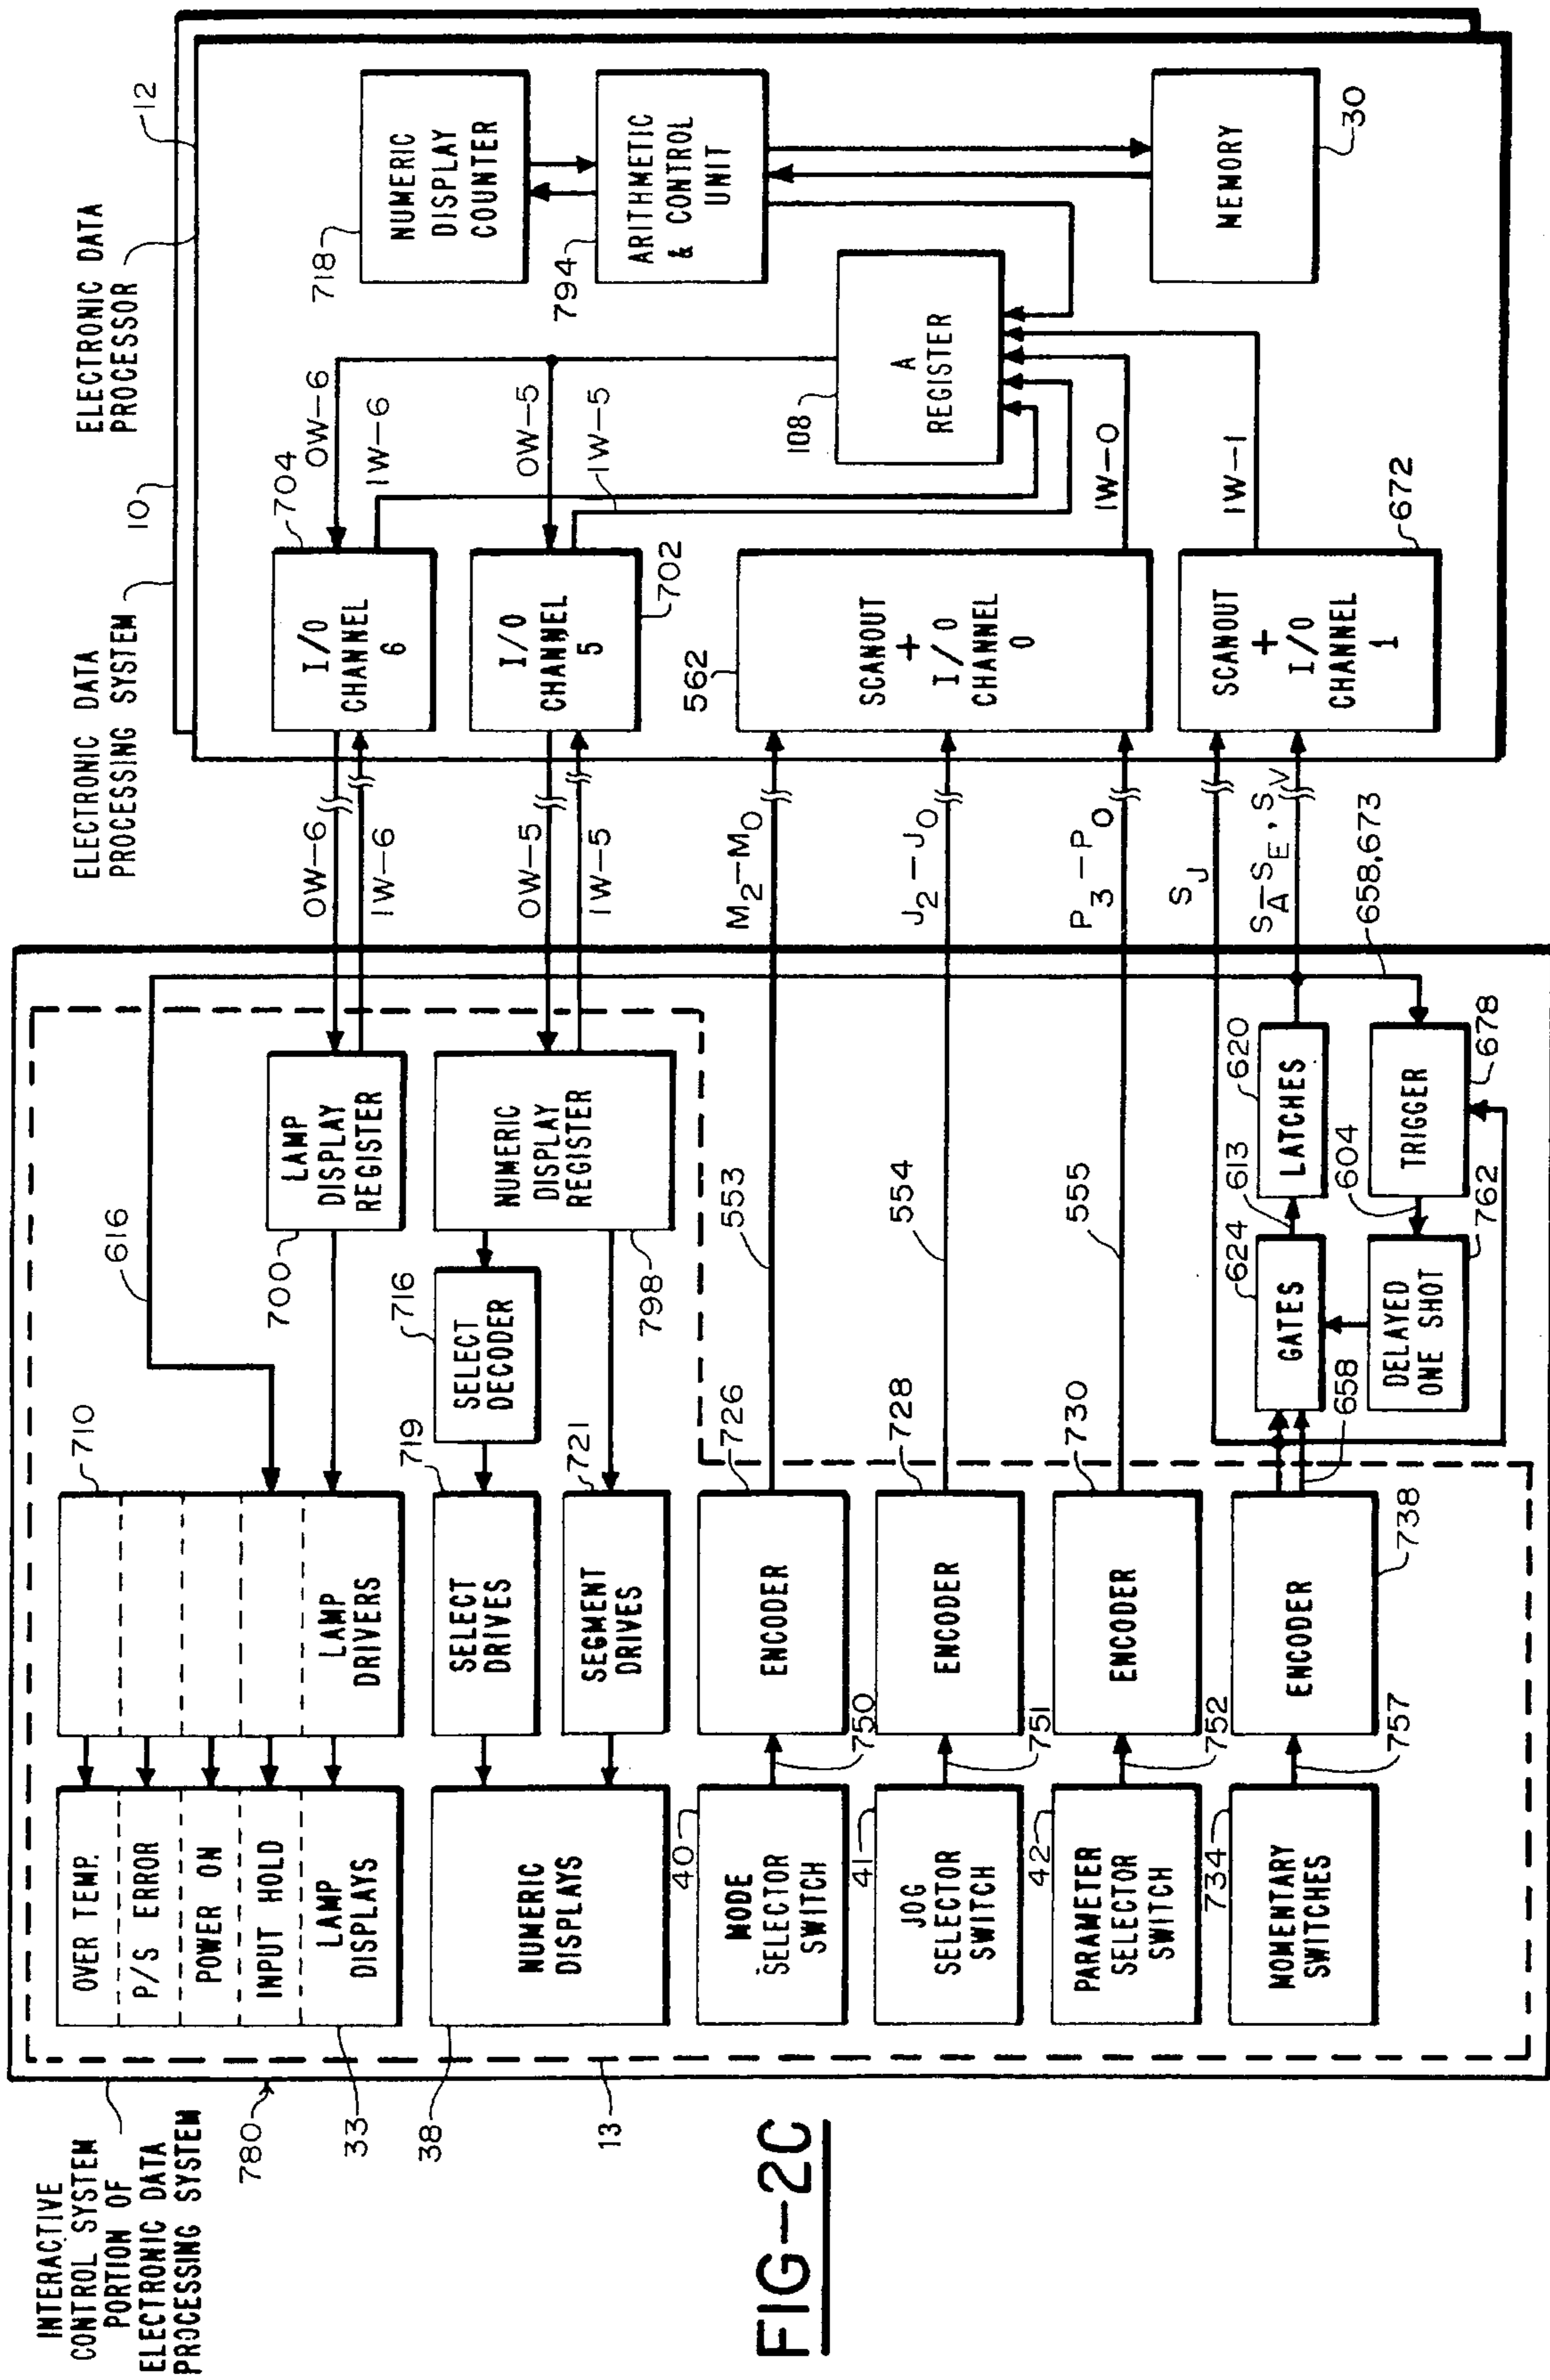 INTERACTIVE
CONTROL SYSTEM
PORTION OF
ELECTRONIC DATA
PROCESSING SYSTEM
780
33
38
13
OVER TEMP.
P/S ERROR
POWER ON
INPUT HOLD
LAMP
DISPLAYS
710
LAMP
DRIVERS
616
700
LAMP
DISPLAY
REGISTER
NUMERIC
DISPLAYS
719
SELECT
DRIVES
721
SEGMENT
DRIVES
716
SELECT
DECODER
798
NUMERIC
DISPLAY
REGISTER
40
MODE
SELECTOR
SWITCH
750
726
ENCODER
553
41
JOG
SELECTOR
SWITCH
751
728
ENCODER
554
42
PARAMETER
SELECTOR
SWITCH
752
730
ENCODER
555
734
MOMENTARY
SWITCHES
757
738
ENCODER
658
624
GATES
613
620
LATCHES
DELAYED
ONE SHOT
762
604
TRIGGER
678
658,673
OW-6
IW-6
OW-5
IW-5
M2-M0
J2-J0
P3-P0
SJ
SA-SE,SV
ELECTRONIC DATA
PROCESSING SYSTEM
10
ELECTRONIC DATA
PROCESSOR
12
704
I/O
CHANNEL
6
OW-6
IW-6
I/O
CHANNEL
5
702
OW-5
IW-5
562
SCANOUT
+
I/O
CHANNEL
0
IW-0
SCANOUT
+
I/O
CHANNEL
1
672
IW-1
108
A
REGISTER
718
NUMERIC
DISPLAY
COUNTER
794
ARITHMETIC
& CONTROL
UNIT
MEMORY
30
FIG-2C